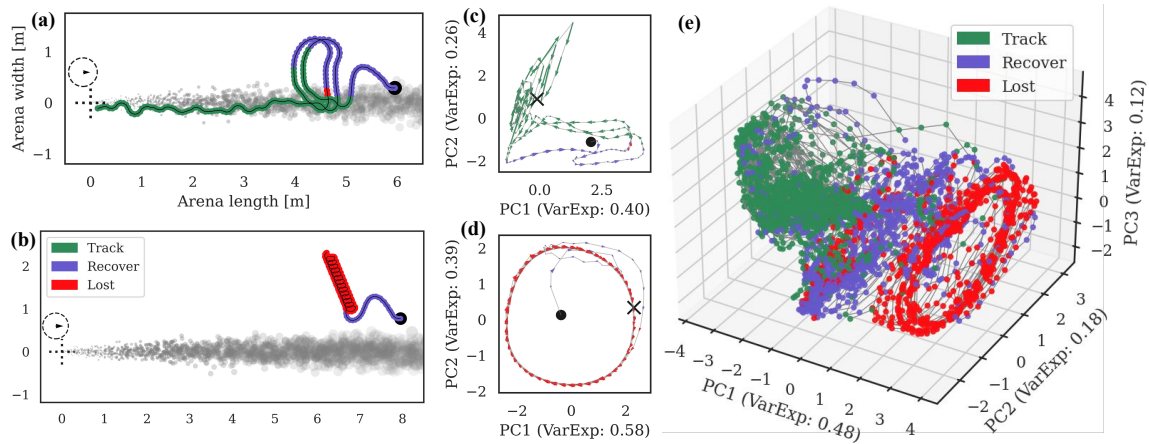 (a)
Arena width [m]
1
0
−1
0 1 2 3 4 5 6
Arena length [m]
(b)
Track
Recover
Lost
2
1
0
−1
0 1 2 3 4 5 6 7 8
(c)
PC2 (VarExp: 0.26)
4
2
0
−2
0.0 2.5
PC1 (VarExp: 0.40)
(d)
PC2 (VarExp: 0.39)
2
1
0
−1
−2
−2 0 2
PC1 (VarExp: 0.58)
(e)
Track
Recover
Lost
−4 −3 −2 −1 0 1 2 3 4
PC1 (VarExp: 0.48)
−2 −1 0 1 2 3
PC2 (VarExp: 0.18)
4
3
2
1
0
−1
−2
PC3 (VarExp: 0.12)